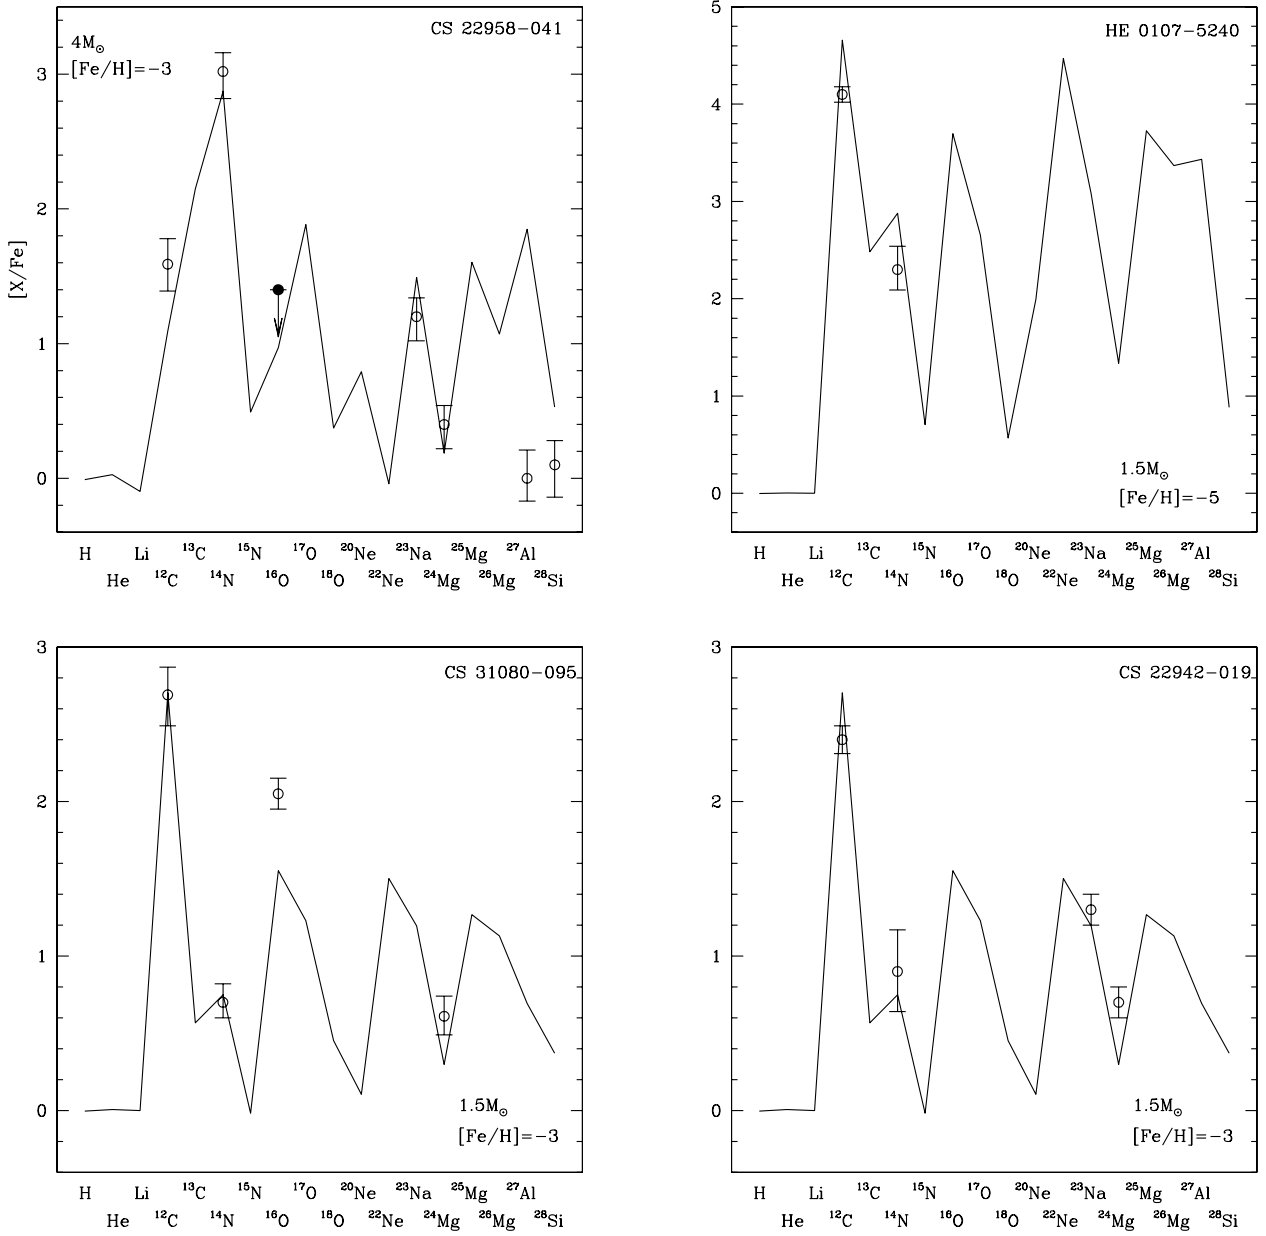 CS 22958−041
4M⊙
[Fe/H]=−3
[X/Fe]
3
2
1
0
H Li ¹³C ¹⁵N ¹⁷O ²⁰Ne ²³Na ²⁵Mg ²⁷Al
He ¹²C ¹⁴N ¹⁶O ¹⁸O ²²Ne ²⁴Mg ²⁶Mg ²⁸Si
HE 0107−5240
5
4
3
2
1
0
1.5M⊙
[Fe/H]=−5
H Li ¹³C ¹⁵N ¹⁷O ²⁰Ne ²³Na ²⁵Mg ²⁷Al
He ¹²C ¹⁴N ¹⁶O ¹⁸O ²²Ne ²⁴Mg ²⁶Mg ²⁸Si
CS 31080−095
3
2
1
0
1.5M⊙
[Fe/H]=−3
H Li ¹³C ¹⁵N ¹⁷O ²⁰Ne ²³Na ²⁵Mg ²⁷Al
He ¹²C ¹⁴N ¹⁶O ¹⁸O ²²Ne ²⁴Mg ²⁶Mg ²⁸Si
CS 22942−019
3
2
1
0
1.5M⊙
[Fe/H]=−3
H Li ¹³C ¹⁵N ¹⁷O ²⁰Ne ²³Na ²⁵Mg ²⁷Al
He ¹²C ¹⁴N ¹⁶O ¹⁸O ²²Ne ²⁴Mg ²⁶Mg ²⁸Si